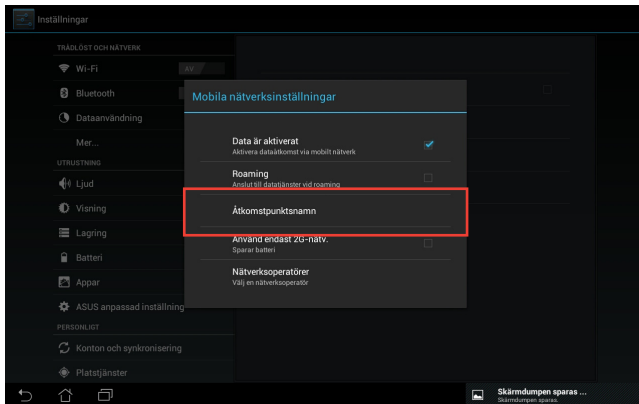 Inställningar
TRÅDLÖST OCH NÄTVERK
Wi-Fi
AV
Bluetooth
Dataanvändning
Mer...
UTRUSTNING
Ljud
Visning
Lagring
Batteri
Appar
ASUS anpassad inställning
PERSONLIGT
Konton och synkronisering
Platstjänster
Mobila nätverksinställningar
Data är aktiverat
Aktivera dataåtkomst via mobilt nätverk
Roaming
Anslut till datatjänster vid roaming
Åtkomstpunktsnamn
Använd endast 2G-nätv.
Sparar batteri
Nätverksoperatörer
Välj en nätverksoperatör
Skärmdumpen sparas ...
Skärmdumpen sparas.